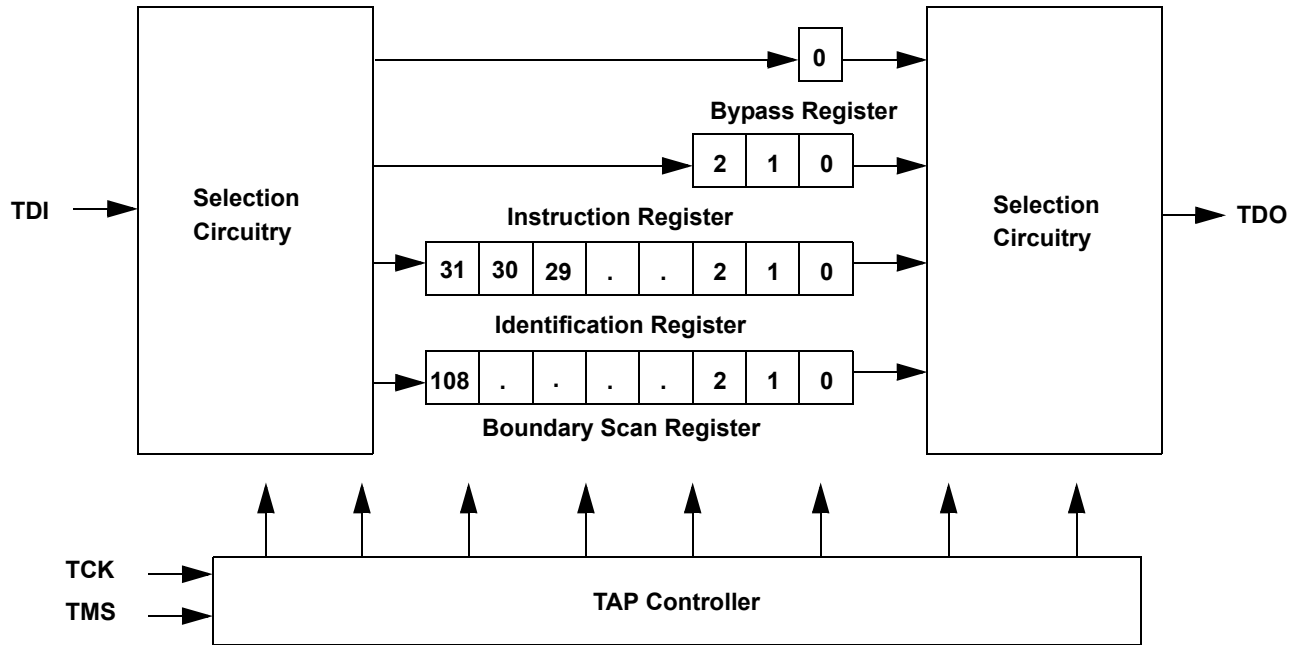 0
Bypass Register
2 1 0
TDI
Selection
Circuitry
Instruction Register
Selection
Circuitry
TDO
31 30 29 . . 2 1 0
Identification Register
108 . . . . 2 1 0
Boundary Scan Register
TCK
TMS
TAP Controller